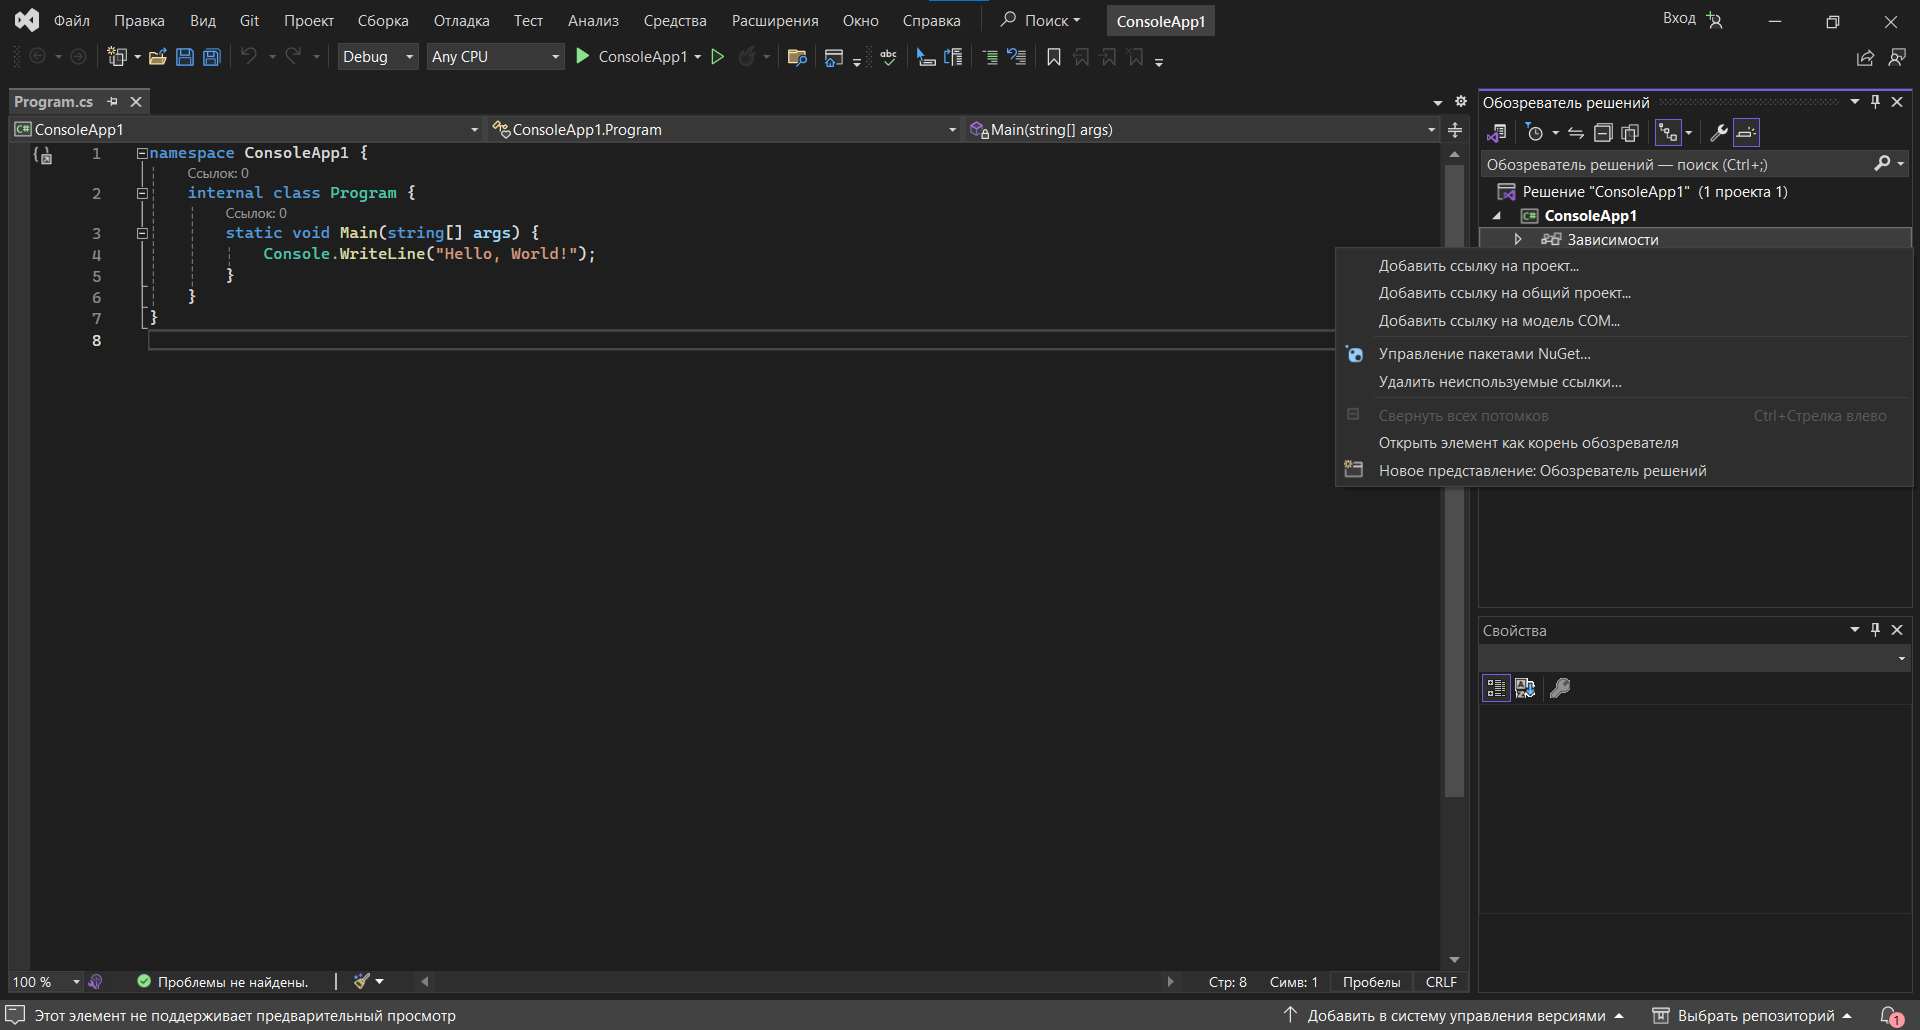 Файл Правка Вид Git Проект Сборка Отладка Тест Анализ Средства Расширения Окно Справка Поиск ConsoleApp1 Вход
Debug Any CPU ConsoleApp1 abc
Program.cs
ConsoleApp1 ConsoleApp1.Program Main(string[] args)
1 namespace ConsoleApp1 {
Ссылок: 0
2 internal class Program {
Ссылок: 0
3 static void Main(string[] args) {
4 Console.WriteLine("Hello, World!");
5 }
6 }
7 }
8
Обозреватель решений
Обозреватель решений — поиск (Ctrl+;)
Решение "ConsoleApp1" (1 проекта 1)
C# ConsoleApp1
Зависимости
Добавить ссылку на проект...
Добавить ссылку на общий проект...
Добавить ссылку на модель COM...
Управление пакетами NuGet...
Удалить неиспользуемые ссылки...
Свернуть всех потомков Ctrl+Стрелка влево
Открыть элемент как корень обозревателя
Новое представление: Обозреватель решений
Свойства
100 % Проблемы не найдены. Стр: 8 Симв: 1 Пробелы CRLF
Этот элемент не поддерживает предварительный просмотр Добавить в систему управления версиями Выбрать репозиторий 1